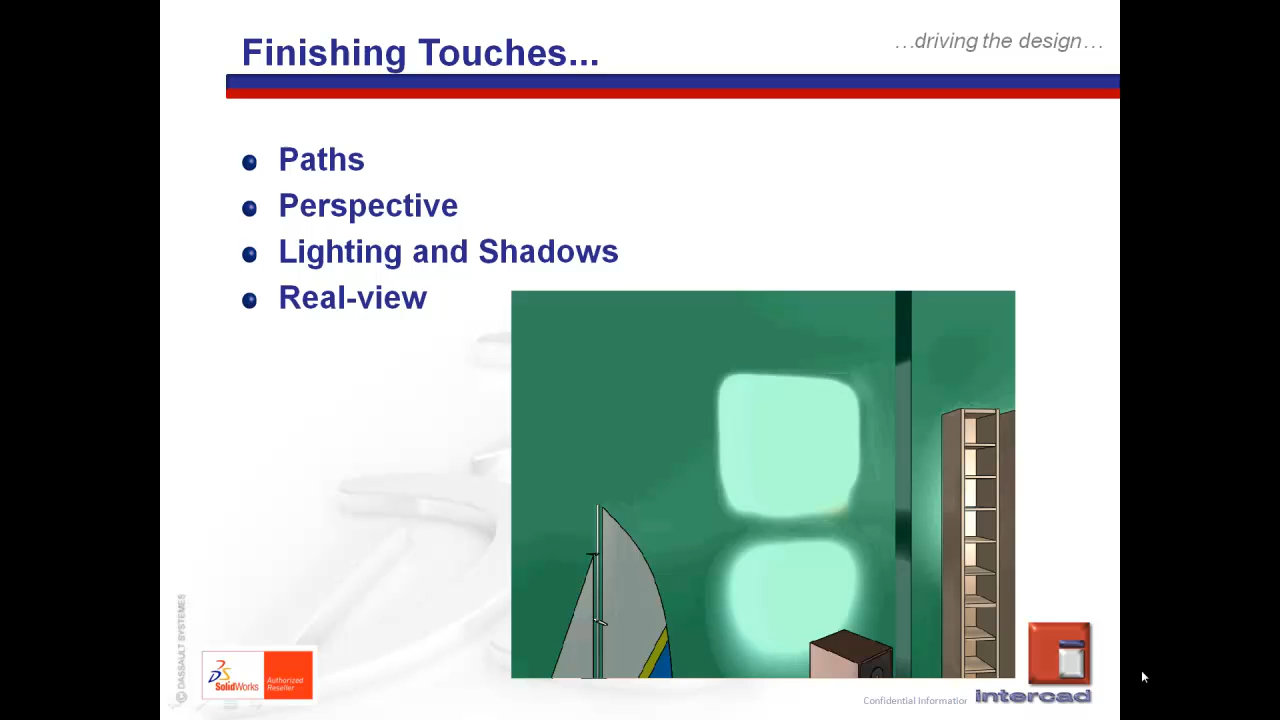 Finishing Touches...
...driving the design...
Paths
Perspective
Lighting and Shadows
Real-view
© DASSAULT SYSTEMES
SolidWorks
Authorized
Reseller
Confidential Information
intercad